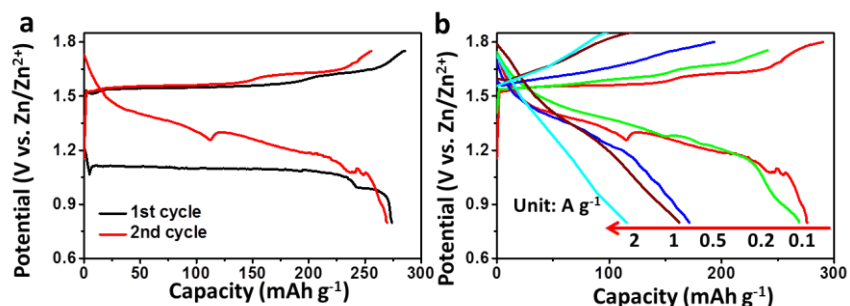 a
Potential (V vs. Zn/Zn²⁺)
1.8
1.5
1.2
0.9
0.6
1st cycle
2nd cycle
0 50 100 150 200 250 300
Capacity (mAh g⁻¹)
b
Potential (V vs. Zn/Zn²⁺)
1.8
1.5
1.2
0.9
0.6
Unit: A g⁻¹
2 1 0.5 0.2 0.1
0 100 200 300
Capacity (mAh g⁻¹)